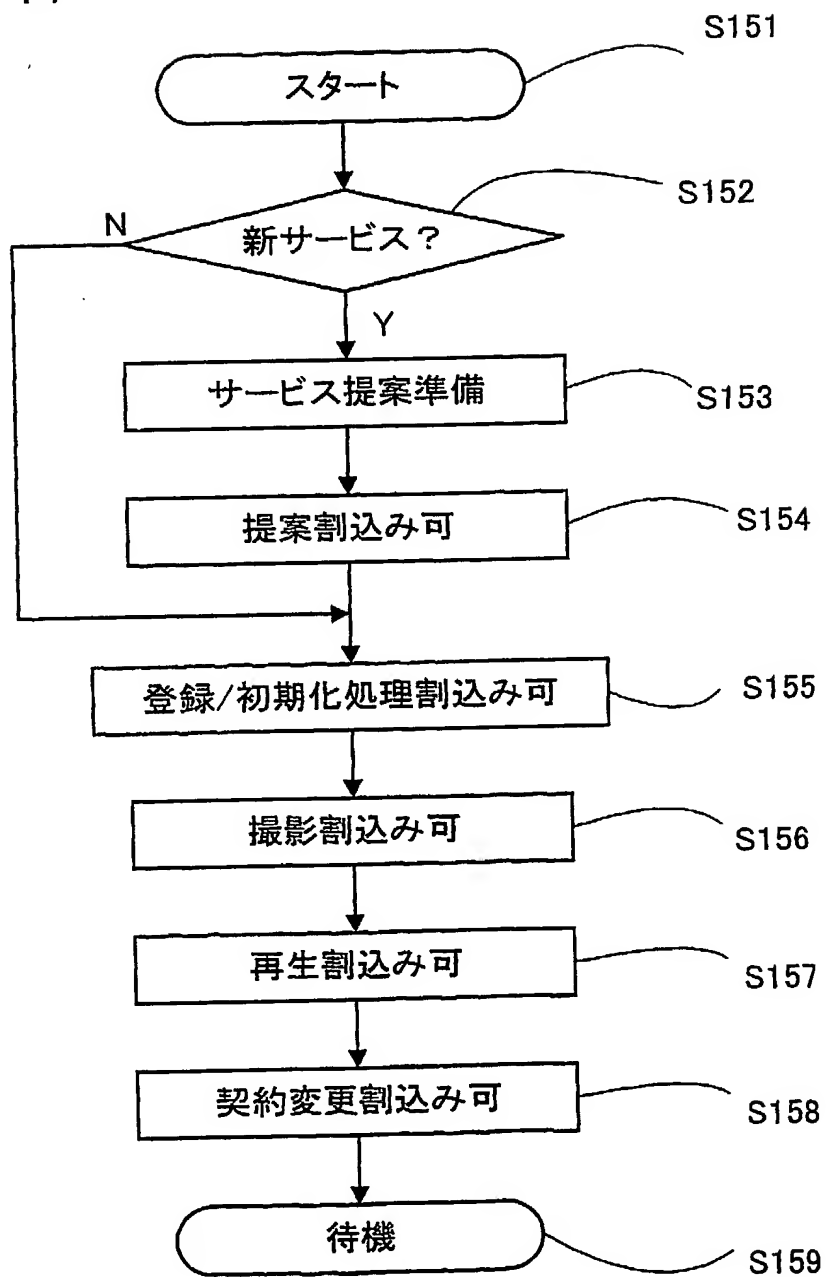 S151
スタート
S152
N
新サービス?
Y
サービス提案準備
S153
提案割込み可
S154
登録/初期化処理割込み可
S155
撮影割込み可
S156
再生割込み可
S157
契約変更割込み可
S158
待機
S159